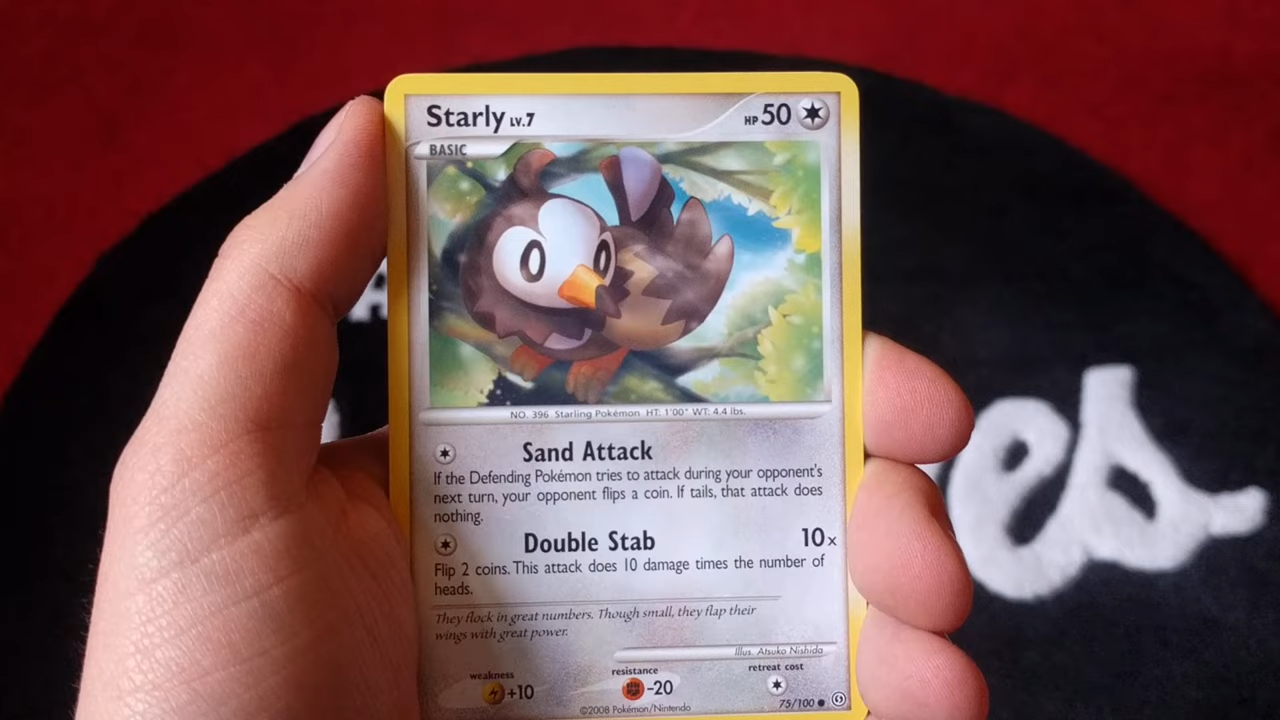 Starly LV.7
HP 50
BASIC
NO. 396 Starling Pokémon HT: 1'00" WT: 4.4 lbs.
Sand Attack
If the Defending Pokémon tries to attack during your opponent's
next turn, your opponent flips a coin. If tails, that attack does
nothing.
Double Stab 10x
Flip 2 coins. This attack does 10 damage times the number of
heads.
They flock in great numbers. Though small, they flap their
wings with great power.
Illus. Atsuko Nishida
weakness resistance retreat cost
+10 -20
©2008 Pokémon/Nintendo 75/100
es